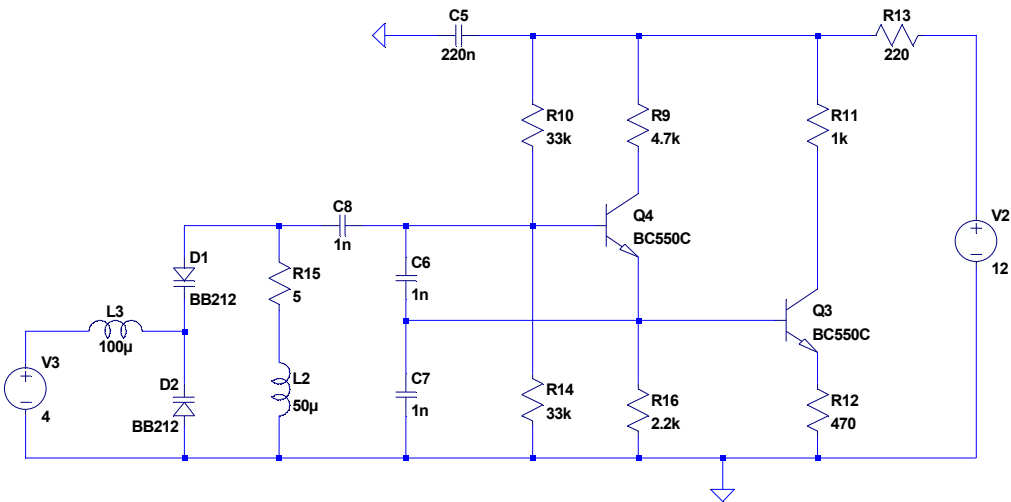 C5
220n
R13
220
R10
33k
R9
4.7k
R11
1k
C8
1n
Q4
BC550C
V2
12
D1
BB212
R15
5
C6
1n
L3
100µ
Q3
BC550C
V3
4
D2
BB212
L2
50µ
C7
1n
R14
33k
R16
2.2k
R12
470